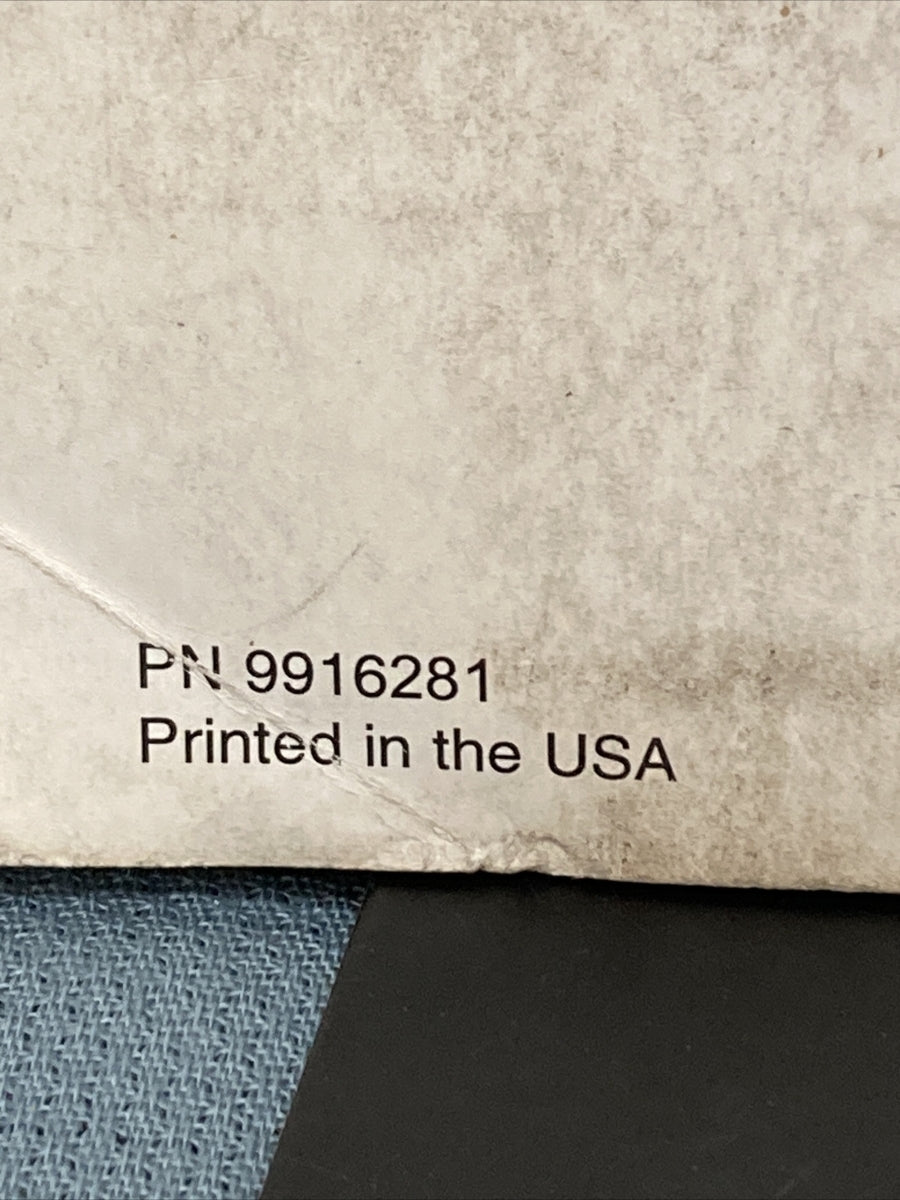 PN 9916281
Printed in the USA